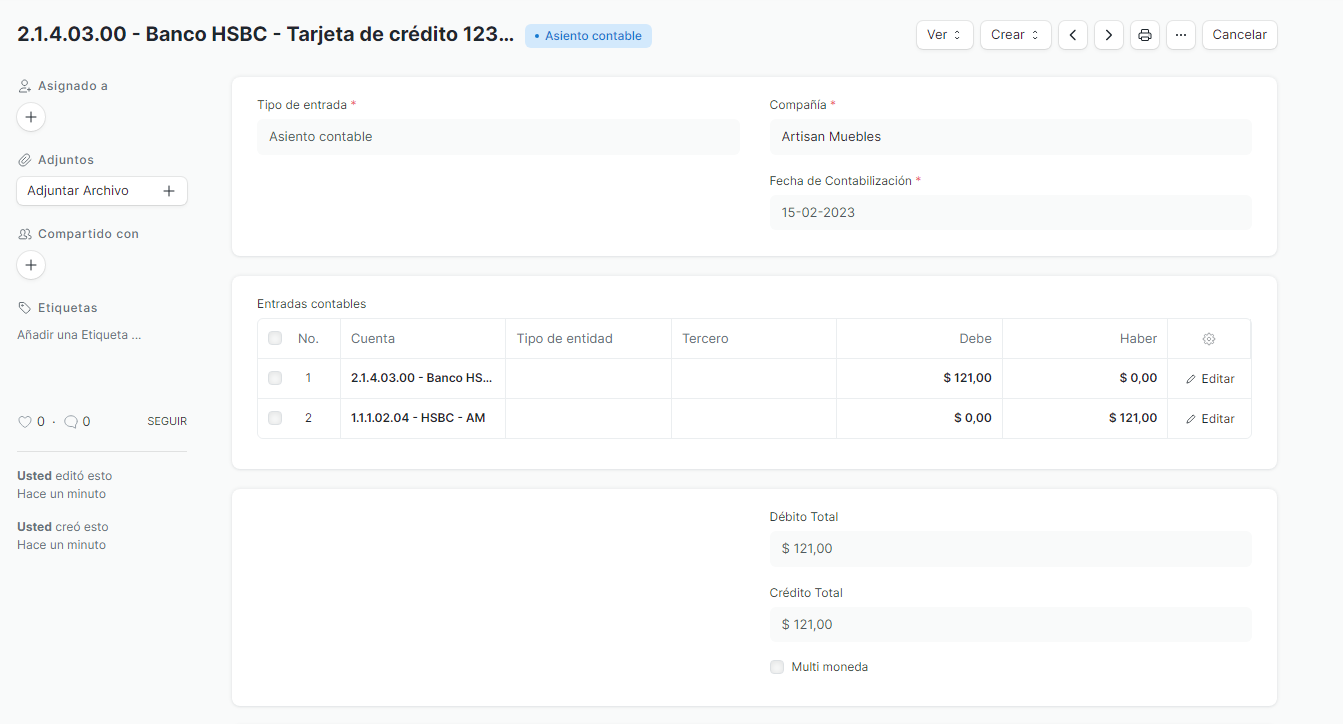 2.1.4.03.00 - Banco HSBC - Tarjeta de crédito 123...
• Asiento contable
Ver
Crear
Cancelar
Asignado a
Adjuntos
Adjuntar Archivo
Compartido con
Etiquetas
Añadir una Etiqueta ...
0 · 0 SEGUIR
Usted editó esto
Hace un minuto
Usted creó esto
Hace un minuto
Tipo de entrada *
Asiento contable
Compañía *
Artisan Muebles
Fecha de Contabilización *
15-02-2023
Entradas contables
No. Cuenta Tipo de entidad Tercero Debe Haber
1 2.1.4.03.00 - Banco HS... $ 121,00 $ 0,00 Editar
2 1.1.1.02.04 - HSBC - AM $ 0,00 $ 121,00 Editar
Débito Total
$ 121,00
Crédito Total
$ 121,00
Multi moneda